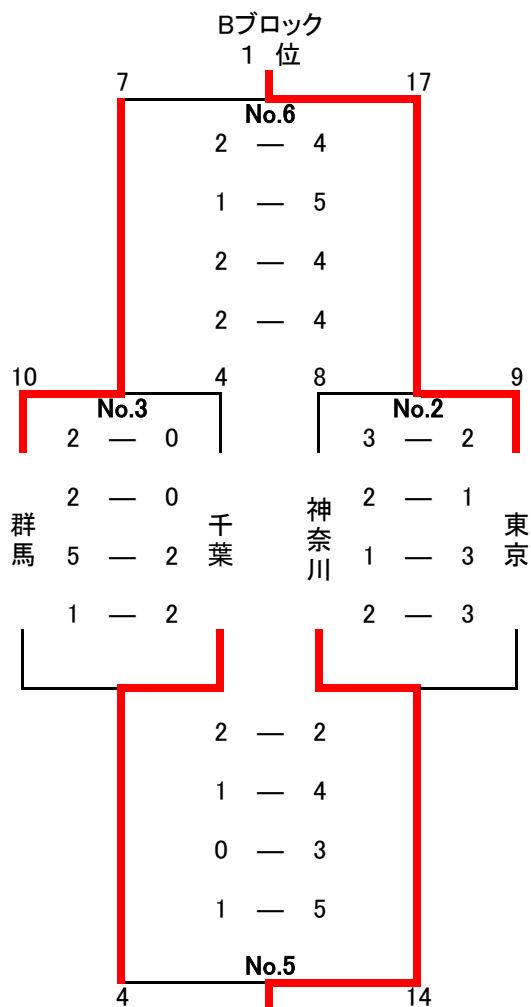 Bブロック
1 位
7 17
No.6
2 — 4
1 — 5
2 — 4
2 — 4
10 4 8 9
No.3 No.2
2 — 0 3 — 2
2 — 0 2 — 1
5 — 2 1 — 3
1 — 2 2 — 3
群馬 千葉 神奈川 東京
2 — 2
1 — 4
0 — 3
1 — 5
No.5
4 14